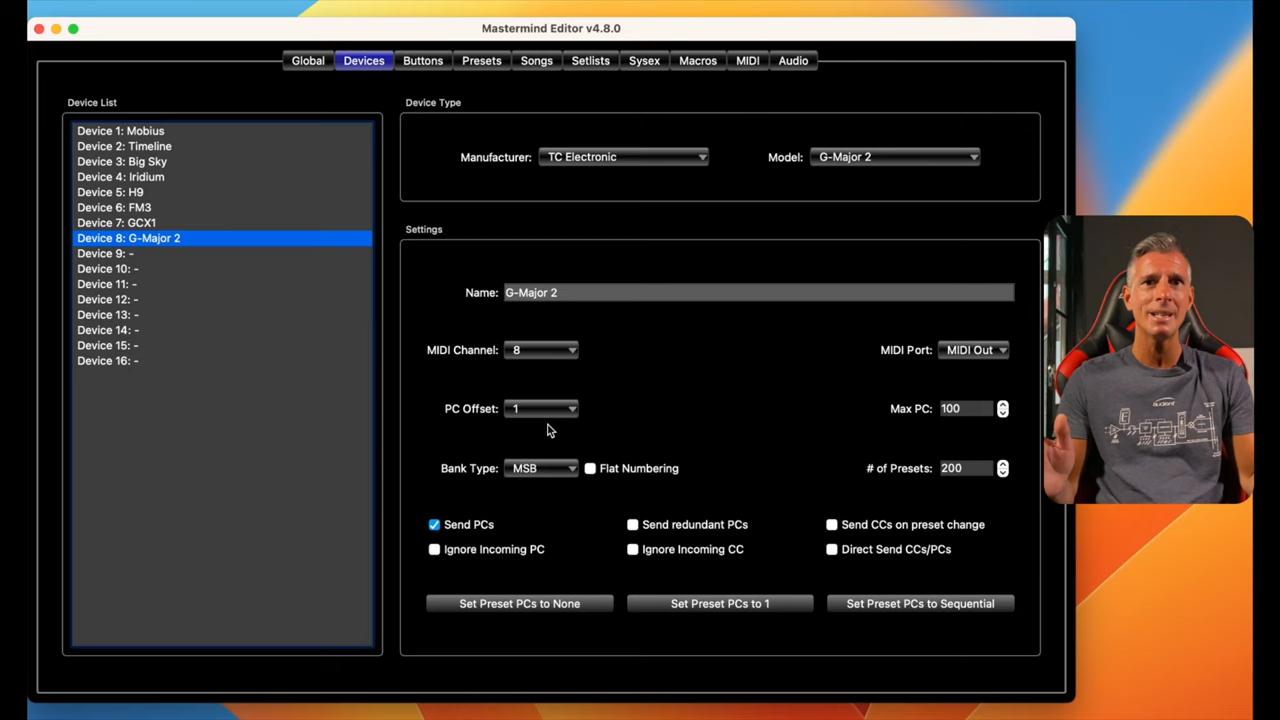 Mastermind Editor v4.8.0
Global Devices Buttons Presets Songs Setlists Sysex Macros MIDI Audio
Device List
Device 1: Mobius
Device 2: Timeline
Device 3: Big Sky
Device 4: Iridium
Device 5: H9
Device 6: FM3
Device 7: GCX1
Device 8: G-Major 2
Device 9: -
Device 10: -
Device 11: -
Device 12: -
Device 13: -
Device 14: -
Device 15: -
Device 16: -
Device Type
Manufacturer: TC Electronic Model: G-Major 2
Settings
Name: G-Major 2
MIDI Channel: 8 MIDI Port: MIDI Out
PC Offset: 1 Max PC: 100
Bank Type: MSB Flat Numbering # of Presets: 200
Send PCs Send redundant PCs Send CCs on preset change
Ignore Incoming PC Ignore Incoming CC Direct Send CCs/PCs
Set Preset PCs to None Set Preset PCs to 1 Set Preset PCs to Sequential
audient